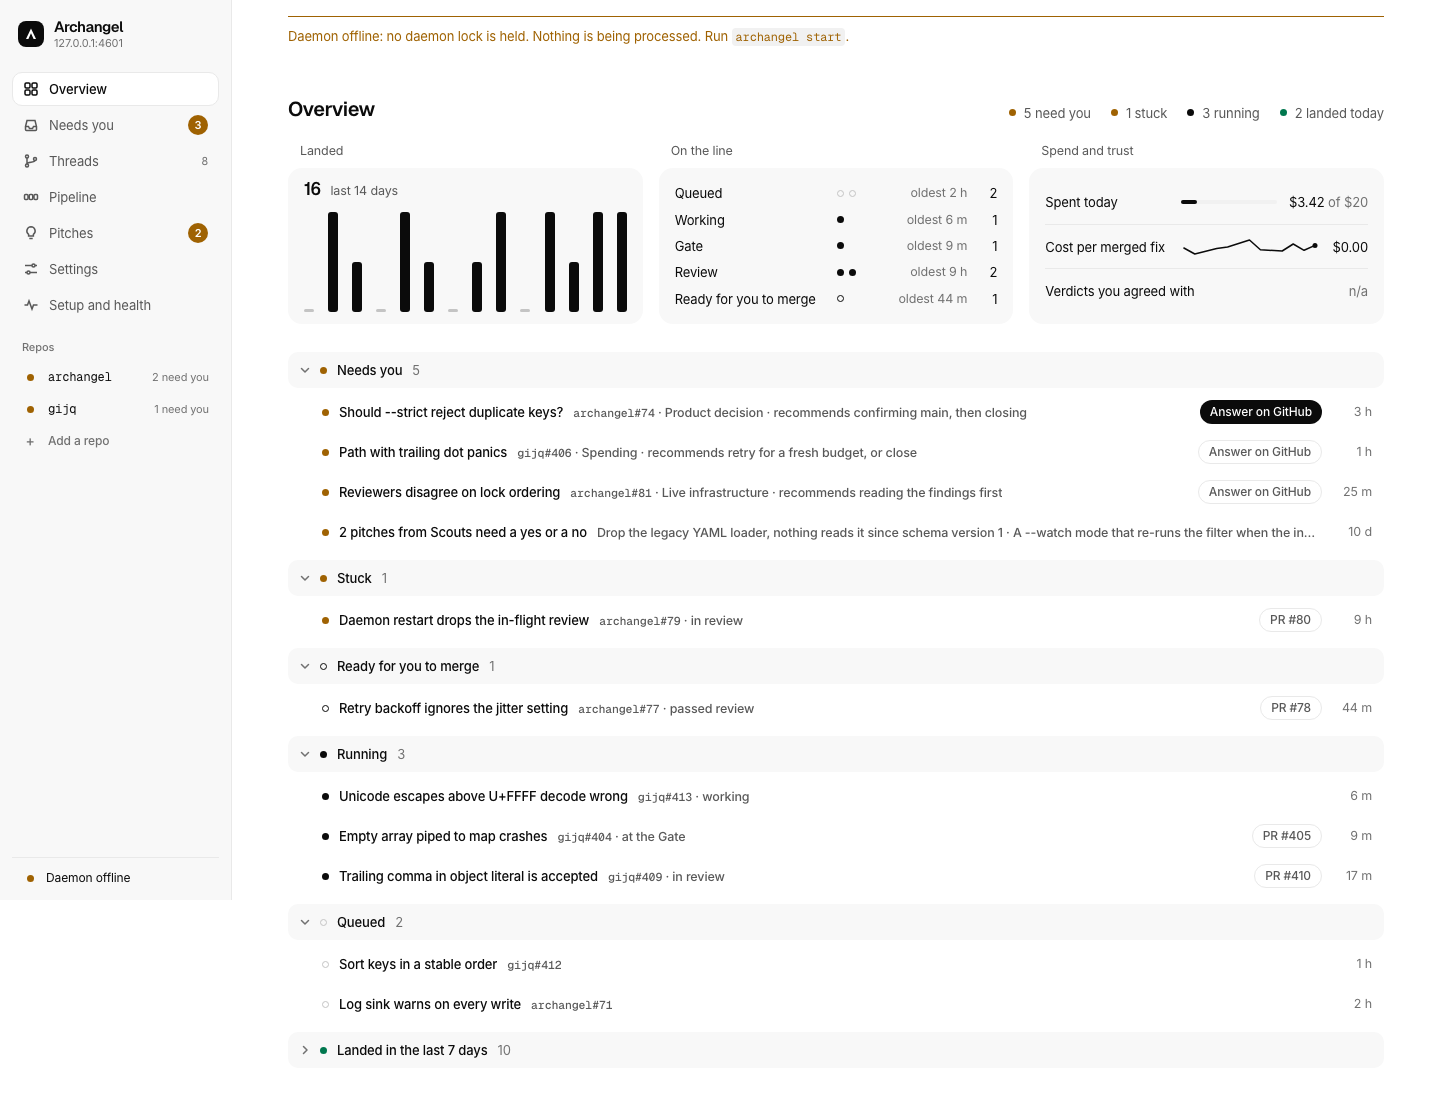 Archangel
127.0.0.1:4601
Overview
Needs you 3
Threads 8
Pipeline
Pitches 2
Settings
Setup and health
Repos
archangel 2 need you
gijq 1 need you
+ Add a repo
Daemon offline
Daemon offline: no daemon lock is held. Nothing is being processed. Run archangel start.
Overview
5 need you 1 stuck 3 running 2 landed today
Landed
16 last 14 days
On the line
Queued oldest 2 h 2
Working oldest 6 m 1
Gate oldest 9 m 1
Review oldest 9 h 2
Ready for you to merge oldest 44 m 1
Spend and trust
Spent today $3.42 of $20
Cost per merged fix $0.00
Verdicts you agreed with n/a
Needs you 5
Should --strict reject duplicate keys? archangel#74 · Product decision · recommends confirming main, then closing Answer on GitHub 3 h
Path with trailing dot panics gijq#406 · Spending · recommends retry for a fresh budget, or close Answer on GitHub 1 h
Reviewers disagree on lock ordering archangel#81 · Live infrastructure · recommends reading the findings first Answer on GitHub 25 m
2 pitches from Scouts need a yes or a no Drop the legacy YAML loader, nothing reads it since schema version 1 · A --watch mode that re-runs the filter when the in... 10 d
Stuck 1
Daemon restart drops the in-flight review archangel#79 · in review PR #80 9 h
Ready for you to merge 1
Retry backoff ignores the jitter setting archangel#77 · passed review PR #78 44 m
Running 3
Unicode escapes above U+FFFF decode wrong gijq#413 · working 6 m
Empty array piped to map crashes gijq#404 · at the Gate PR #405 9 m
Trailing comma in object literal is accepted gijq#409 · in review PR #410 17 m
Queued 2
Sort keys in a stable order gijq#412 1 h
Log sink warns on every write archangel#71 2 h
Landed in the last 7 days 10